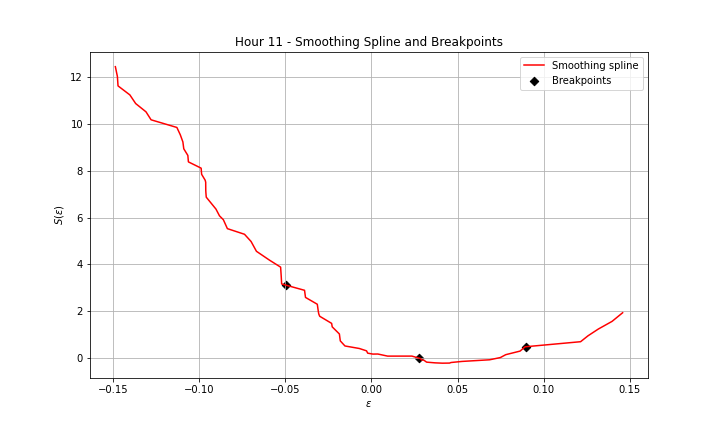 Hour 11 - Smoothing Spline and Breakpoints
Smoothing spline
Breakpoints
S(ε)
12
10
8
6
4
2
0
−0.15 −0.10 −0.05 0.00 0.05 0.10 0.15
ε